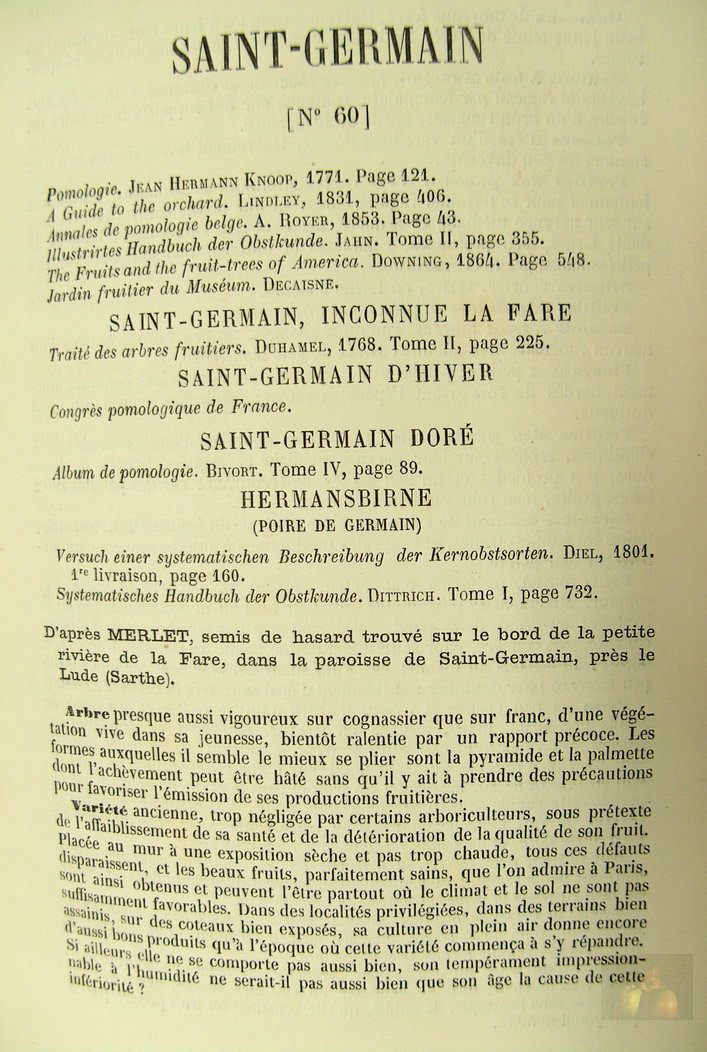 SAINT-GERMAIN
[N° 60]
Pomologie. JEAN HERMANN KNOOP, 1771. Page 121.
A Guide to the orchard. LINDLEY, 1831, page 406.
Annales de pomologie belge. A. ROYER, 1853. Page 43.
Illustrirtes Handbuch der Obstkunde. JAHN. Tome II, page 355.
The Fruits and the fruit-trees of America. DOWNING, 1864. Page 548.
Jardin fruitier du Muséum. DECAISNE.
SAINT-GERMAIN, INCONNUE LA FARE
Traité des arbres fruitiers. DUHAMEL, 1768. Tome II, page 225.
SAINT-GERMAIN D'HIVER
Congrès pomologique de France.
SAINT-GERMAIN DORÉ
Album de pomologie. BIVORT. Tome IV, page 89.
HERMANSBIRNE
(POIRE DE GERMAIN)
Versuch einer systematischen Beschreibung der Kernobstsorten. DIEL, 1801.
1re livraison, page 160.
Systematisches Handbuch der Obstkunde. DITTRICH. Tome I, page 732.
D'après MERLET, semis de hasard trouvé sur le bord de la petite
rivière de la Fare, dans la paroisse de Saint-Germain, près le
Lude (Sarthe).
Arbre presque aussi vigoureux sur cognassier que sur franc, d'une végé-
tation vive dans sa jeunesse, bientôt ralentie par un rapport précoce. Les
formes auxquelles il semble le mieux se plier sont la pyramide et la palmette
dont l'achèvement peut être hâté sans qu'il y ait à prendre des précautions
pour favoriser l'émission de ses productions fruitières.
Variété ancienne, trop négligée par certains arboriculteurs, sous prétexte
de l'affaiblissement de sa santé et de la détérioration de la qualité de son fruit.
Placée au mur à une exposition sèche et pas trop chaude, tous ces défauts
disparaissent, et les beaux fruits, parfaitement sains, que l'on admire à Paris,
sont ainsi obtenus et peuvent l'être partout où le climat et le sol ne sont pas
suffisamment favorables. Dans des localités privilégiées, dans des terrains bien
assainis, sur des coteaux bien exposés, sa culture en plein air donne encore
d'aussi bons produits qu'à l'époque où cette variété commença à s'y répandre.
Si ailleurs elle ne se comporte pas aussi bien, son tempérament impression-
nable à l'humidité ne serait-il pas aussi bien que son âge la cause de cette
infériorité ?